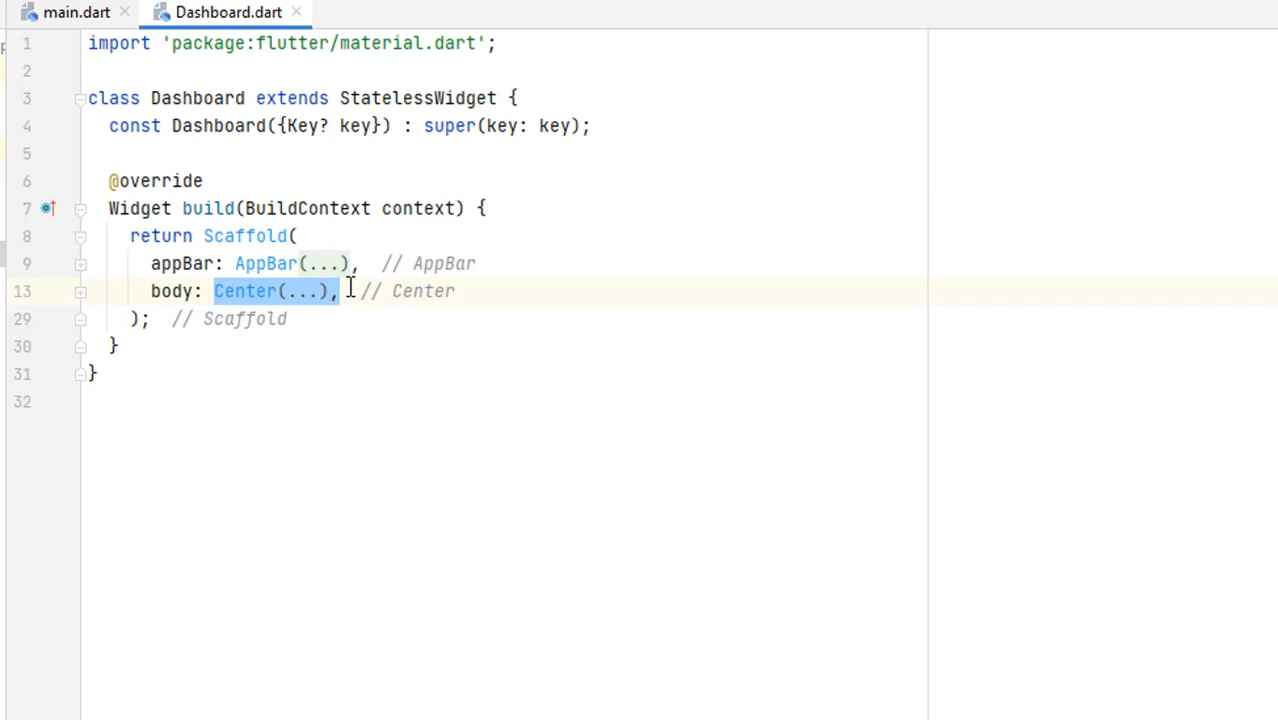 main.dart Dashboard.dart
1 import 'package:flutter/material.dart';
2
3 class Dashboard extends StatelessWidget {
4 const Dashboard({Key? key}) : super(key: key);
5
6 @override
7 Widget build(BuildContext context) {
8 return Scaffold(
9 appBar: AppBar(...), // AppBar
13 body: Center(...), // Center
29 ); // Scaffold
30 }
31 }
32